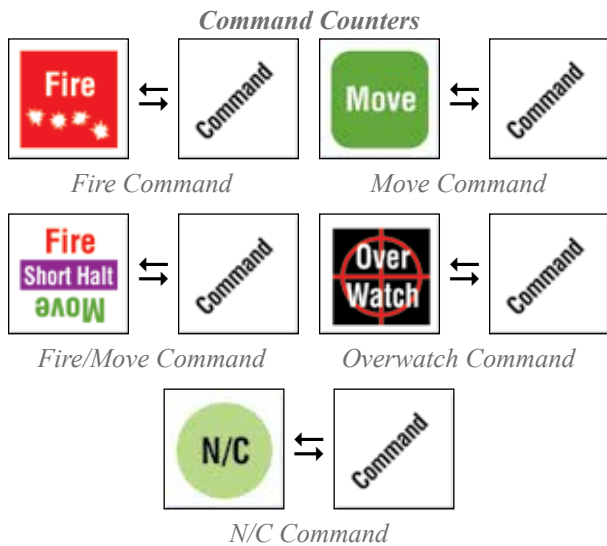 Command Counters
Fire
Command
Move
Command
Fire Command
Move Command
Fire
Short Halt
Move
Command
Over
Watch
Command
Fire/Move Command
Overwatch Command
N/C
Command
N/C Command